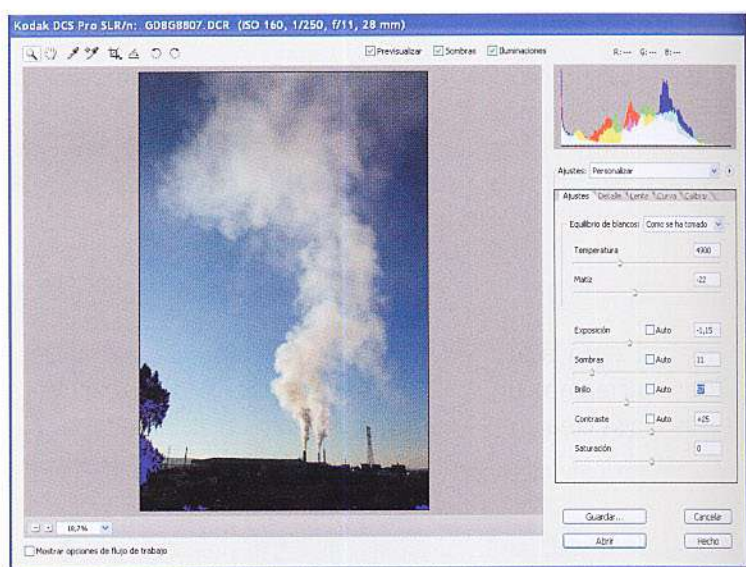 Kodak DCS Pro SLR/n: GD8G8807.DCR (ISO 160, 1/250, f/11, 28 mm)
Previsualizar Sombras Iluminaciones R:--- G:--- B:---
Ajustes: Personalizar
Ajustes Detalle Lente Curva Calibrar
Equilibrio de blancos: Como se ha tomado
Temperatura 4900
Matiz -22
Exposición Auto -1,15
Sombras Auto 11
Brillo Auto
Contraste Auto +25
Saturación 0
18,7%
Guardar... Cancelar
Abrir Hecho
Mostrar opciones de flujo de trabajo